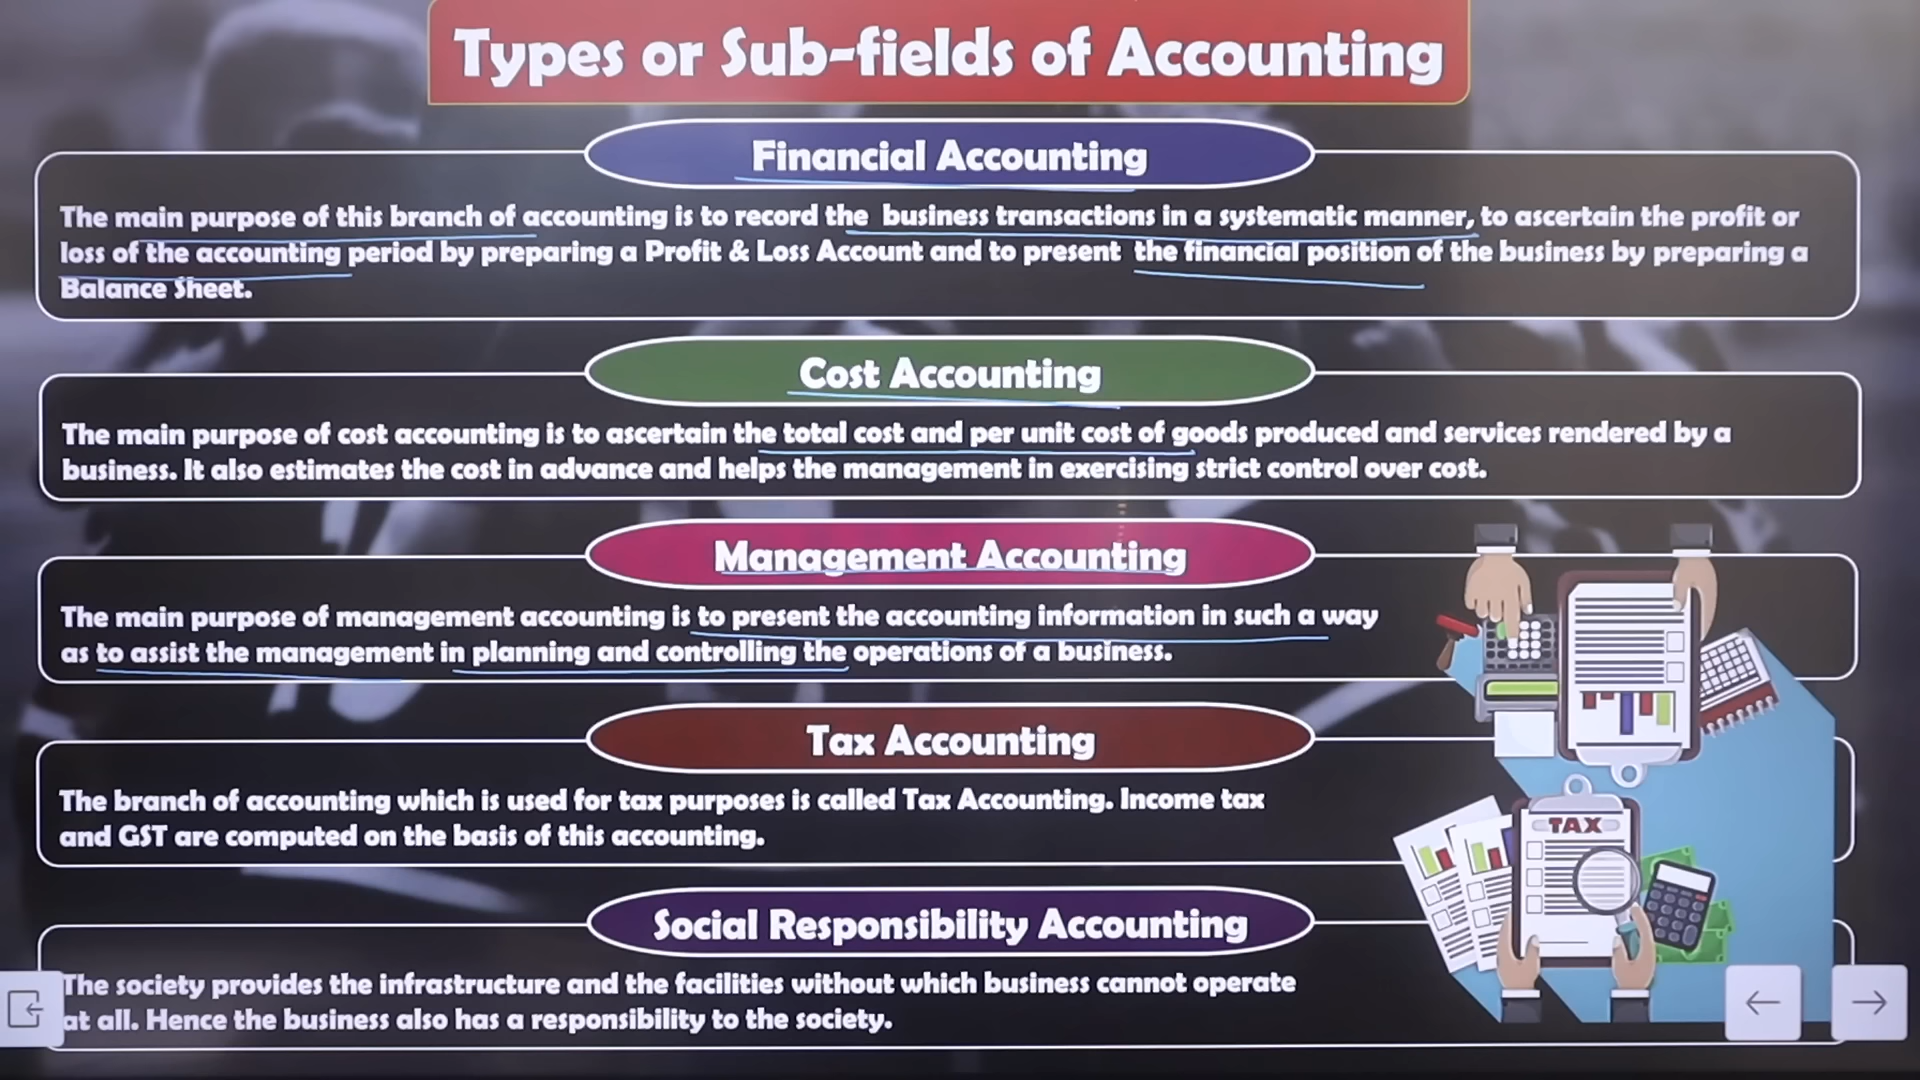 Types or Sub-fields of Accounting
Financial Accounting
The main purpose of this branch of accounting is to record the business transactions in a systematic manner, to ascertain the profit or
loss of the accounting period by preparing a Profit & Loss Account and to present the financial position of the business by preparing a
Balance Sheet.
Cost Accounting
The main purpose of cost accounting is to ascertain the total cost and per unit cost of goods produced and services rendered by a
business. It also estimates the cost in advance and helps the management in exercising strict control over cost.
Management Accounting
The main purpose of management accounting is to present the accounting information in such a way
as to assist the management in planning and controlling the operations of a business.
Tax Accounting
The branch of accounting which is used for tax purposes is called Tax Accounting. Income tax
and GST are computed on the basis of this accounting.
TAX
Social Responsibility Accounting
The society provides the infrastructure and the facilities without which business cannot operate
at all. Hence the business also has a responsibility to the society.